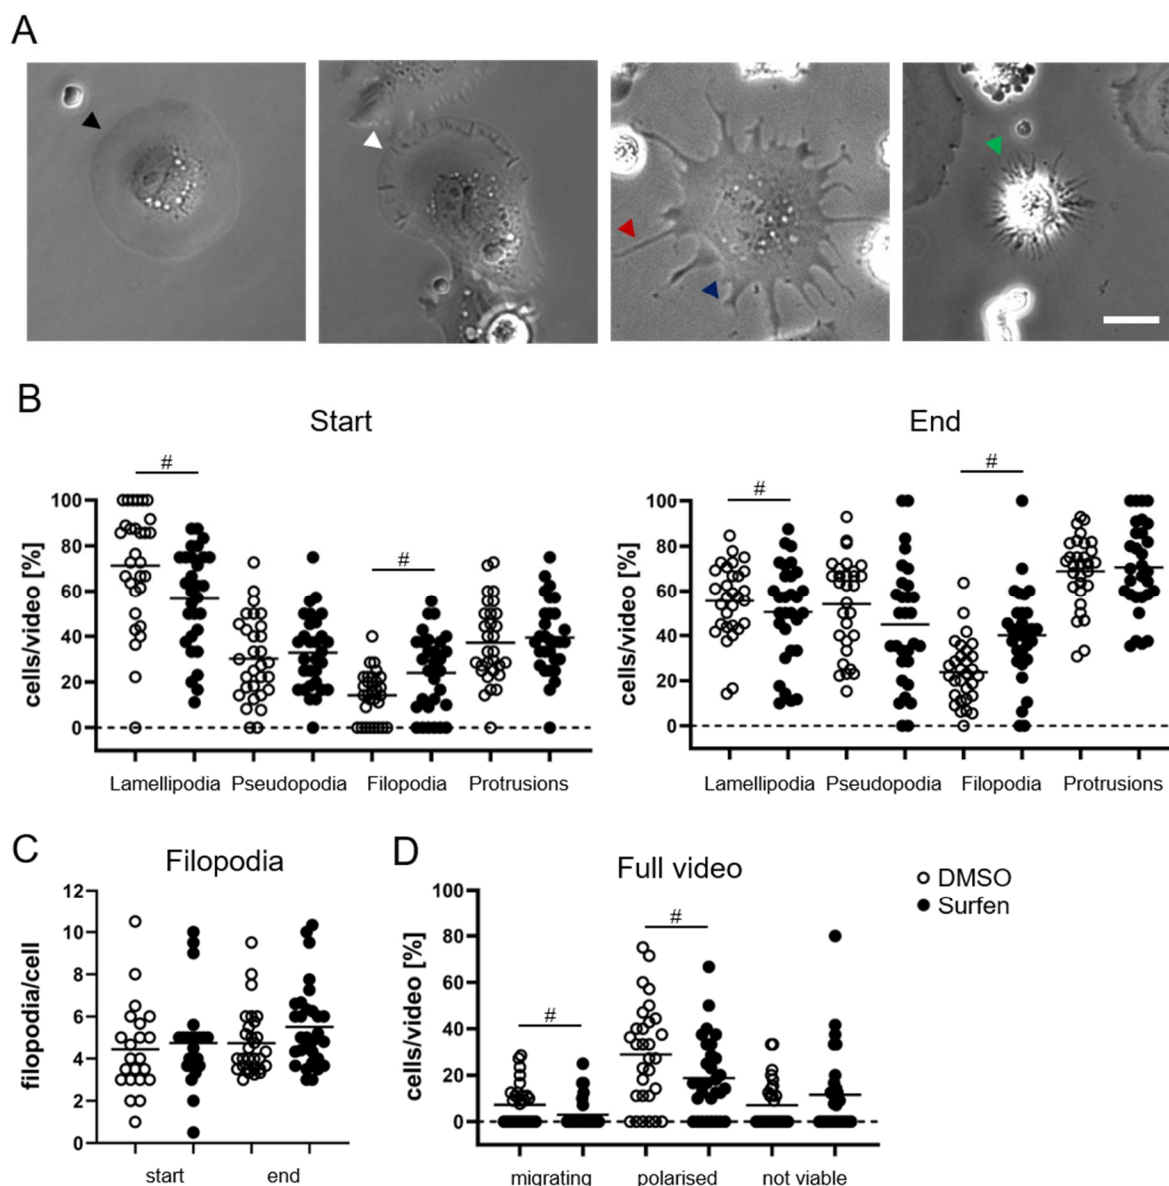 A
B
Start
End
#
#
#
#
cells/video [%]
100
80
60
40
20
0
Lamellipodia Pseudopodia Filopodia Protrusions
cells/video [%]
100
80
60
40
20
0
Lamellipodia Pseudopodia Filopodia Protrusions
C
Filopodia
filopodia/cell
12
10
8
6
4
2
0
start end
D
Full video
#
#
cells/video [%]
100
80
60
40
20
0
migrating polarised not viable
DMSO
Surfen